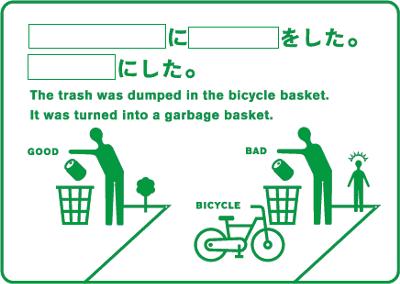 に をした。
にした。
The trash was dumped in the bicycle basket.
It was turned into a garbage basket.
GOOD
BAD
BICYCLE